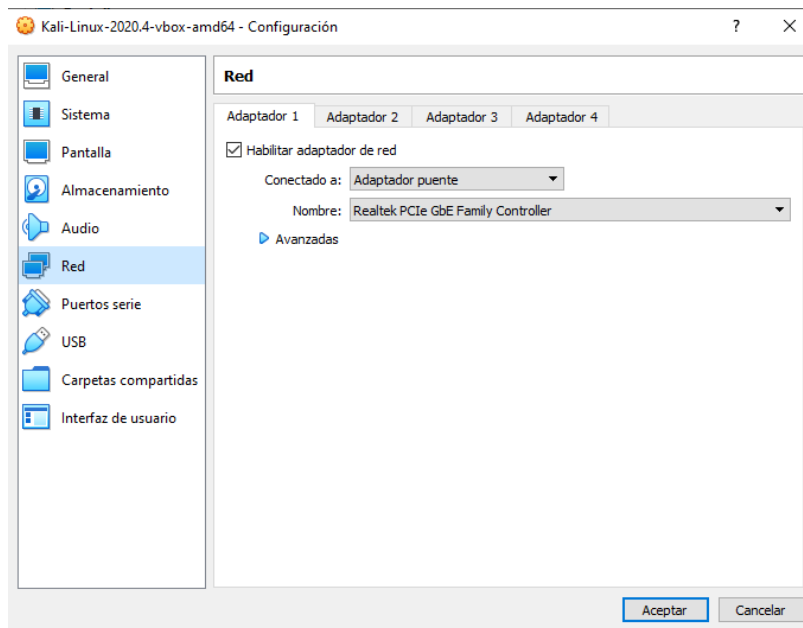 Kali-Linux-2020.4-vbox-amd64 - Configuración
?
General
Sistema
Pantalla
Almacenamiento
Audio
Red
Puertos serie
USB
Carpetas compartidas
Interfaz de usuario
Red
Adaptador 1 Adaptador 2 Adaptador 3 Adaptador 4
Habilitar adaptador de red
Conectado a: Adaptador puente
Nombre: Realtek PCIe GbE Family Controller
Avanzadas
Aceptar Cancelar